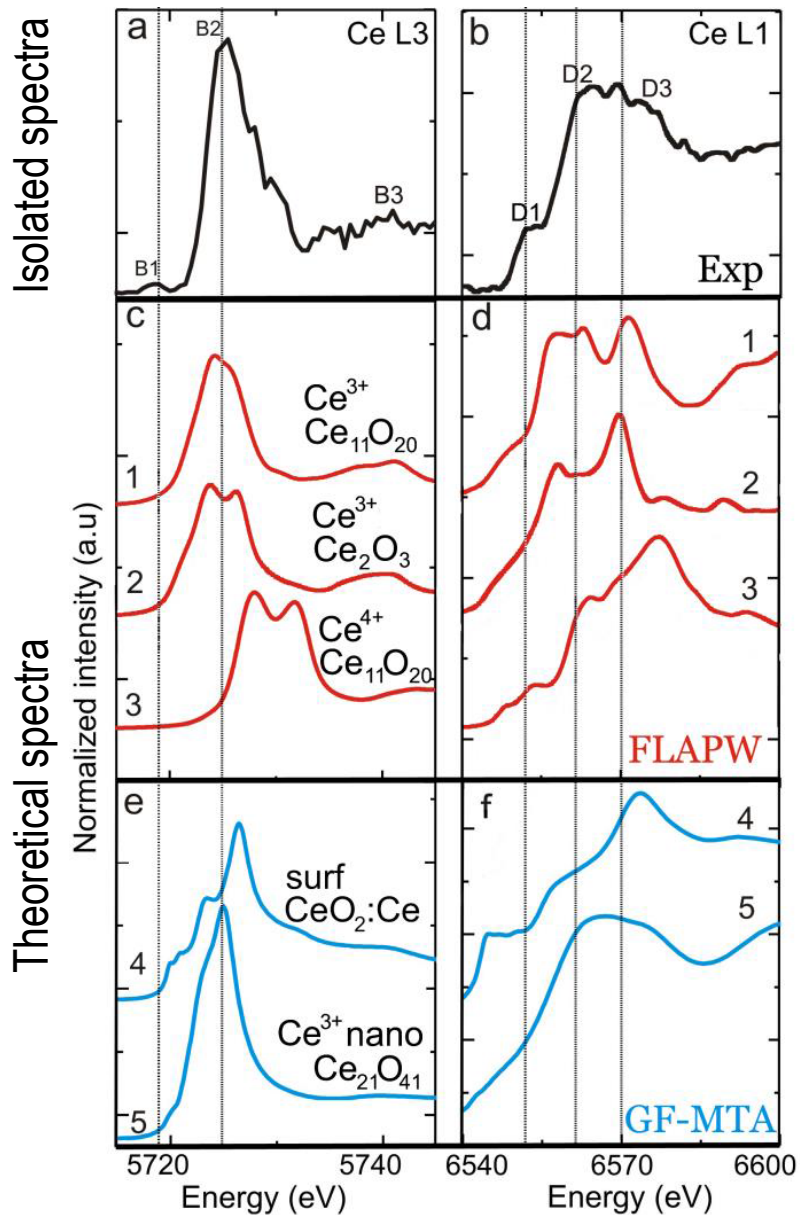 Isolated spectra
a
B2
Ce L3
B1
B3
b
Ce L1
D2
D3
D1
Exp
Theoretical spectra
Normalized intensity (a.u)
c
Ce3+
Ce11O20
1
Ce3+
Ce2O3
2
Ce4+
Ce11O20
3
d
1
2
3
FLAPW
e
surf
CeO2:Ce
4
Ce3+ nano
Ce21O41
5
f
4
5
GF-MTA
5720
5740
Energy (eV)
6540
6570
6600
Energy (eV)